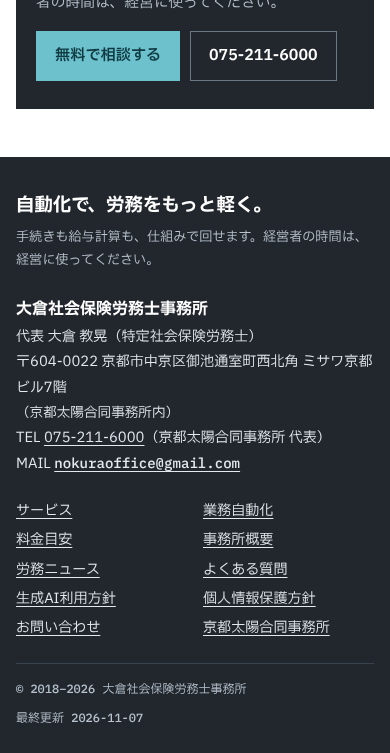 者の時間は、経営に使ってください。
無料で相談する
075-211-6000
自動化で、労務をもっと軽く。
手続きも給与計算も、仕組みで回せます。経営者の時間は、
経営に使ってください。
大倉社会保険労務士事務所
代表 大倉 教晃（特定社会保険労務士）
〒604-0022 京都市中京区御池通室町西北角 ミサワ京都
ビル7階
（京都太陽合同事務所内）
TEL 075-211-6000（京都太陽合同事務所 代表）
MAIL nokuraoffice@gmail.com
サービス
業務自動化
料金目安
事務所概要
労務ニュース
よくある質問
生成AI利用方針
個人情報保護方針
お問い合わせ
京都太陽合同事務所
© 2018–2026 大倉社会保険労務士事務所
最終更新 2026-11-07